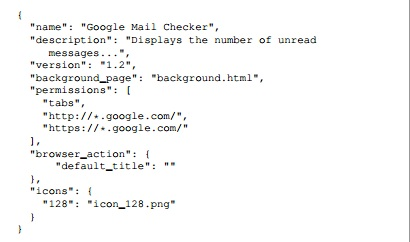 {
"name": "Google Mail Checker",
"description": "Displays the number of unread
messages...",
"version": "1.2",
"background_page": "background.html",
"permissions": [
"tabs",
"http://*.google.com/",
"https://*.google.com/"
],
"browser_action": {
"default_title": ""
},
"icons": {
"128": "icon_128.png"
}
}